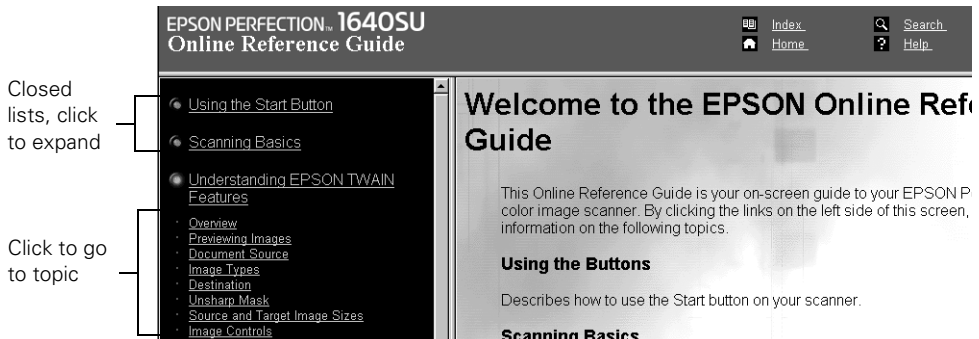 EPSON PERFECTION™ 1640SU
Online Reference Guide
Index
Search
Home
Help
Closed
lists, click
to expand
Click to go
to topic
Using the Start Button
Scanning Basics
Understanding EPSON TWAIN
Features
Overview
Previewing Images
Document Source
Image Types
Destination
Unsharp Mask
Source and Target Image Sizes
Image Controls
Welcome to the EPSON Online Refe
Guide
This Online Reference Guide is your on-screen guide to your EPSON P
color image scanner. By clicking the links on the left side of this screen,
information on the following topics.
Using the Buttons
Describes how to use the Start button on your scanner.
Scanning Basics